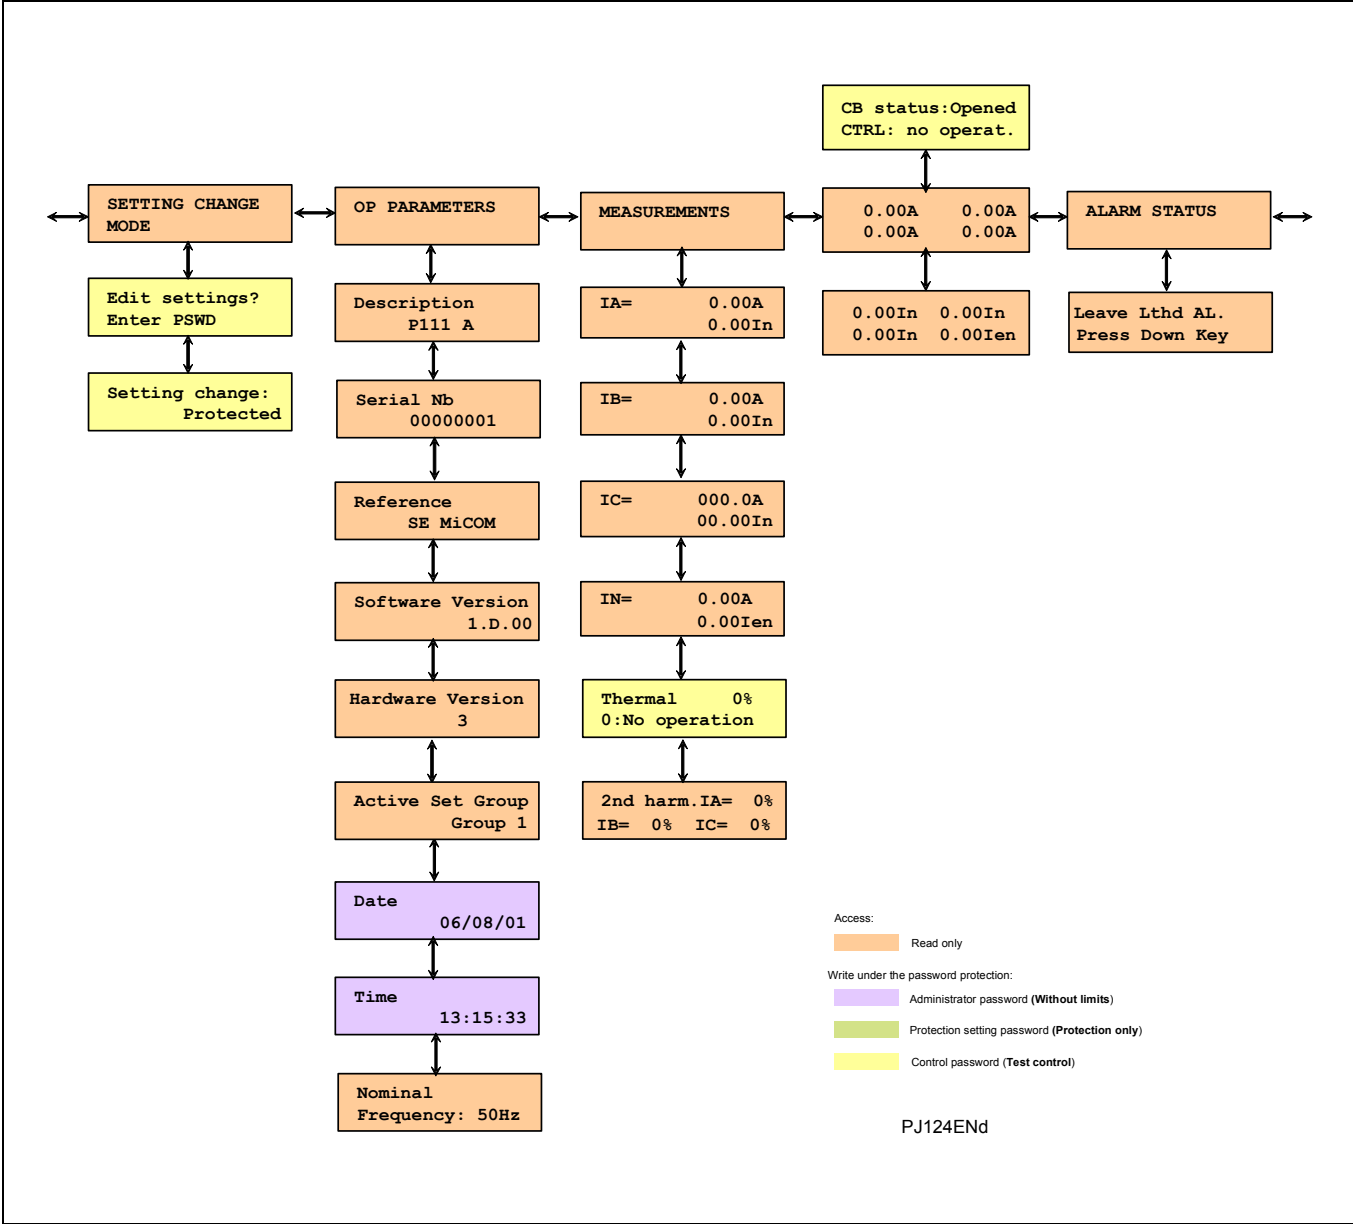 CB status:Opened
CTRL: no operat.
SETTING CHANGE
MODE
OP PARAMETERS
MEASUREMENTS
0.00A 0.00A
0.00A 0.00A
ALARM STATUS
Edit settings?
Enter PSWD
Setting change:
Protected
Description
P111 A
Serial Nb
00000001
Reference
SE MiCOM
Software Version
1.D.00
Hardware Version
3
Active Set Group
Group 1
Date
06/08/01
Time
13:15:33
Nominal
Frequency: 50Hz
IA= 0.00A
0.00In
IB= 0.00A
0.00In
IC= 000.0A
00.00In
IN= 0.00A
0.00Ien
Thermal 0%
0:No operation
2nd harm.IA= 0%
IB= 0% IC= 0%
0.00In 0.00In
0.00In 0.00Ien
Leave Lthd AL.
Press Down Key
Access:
Read only
Write under the password protection:
Administrator password (Without limits)
Protection setting password (Protection only)
Control password (Test control)
PJ124ENd